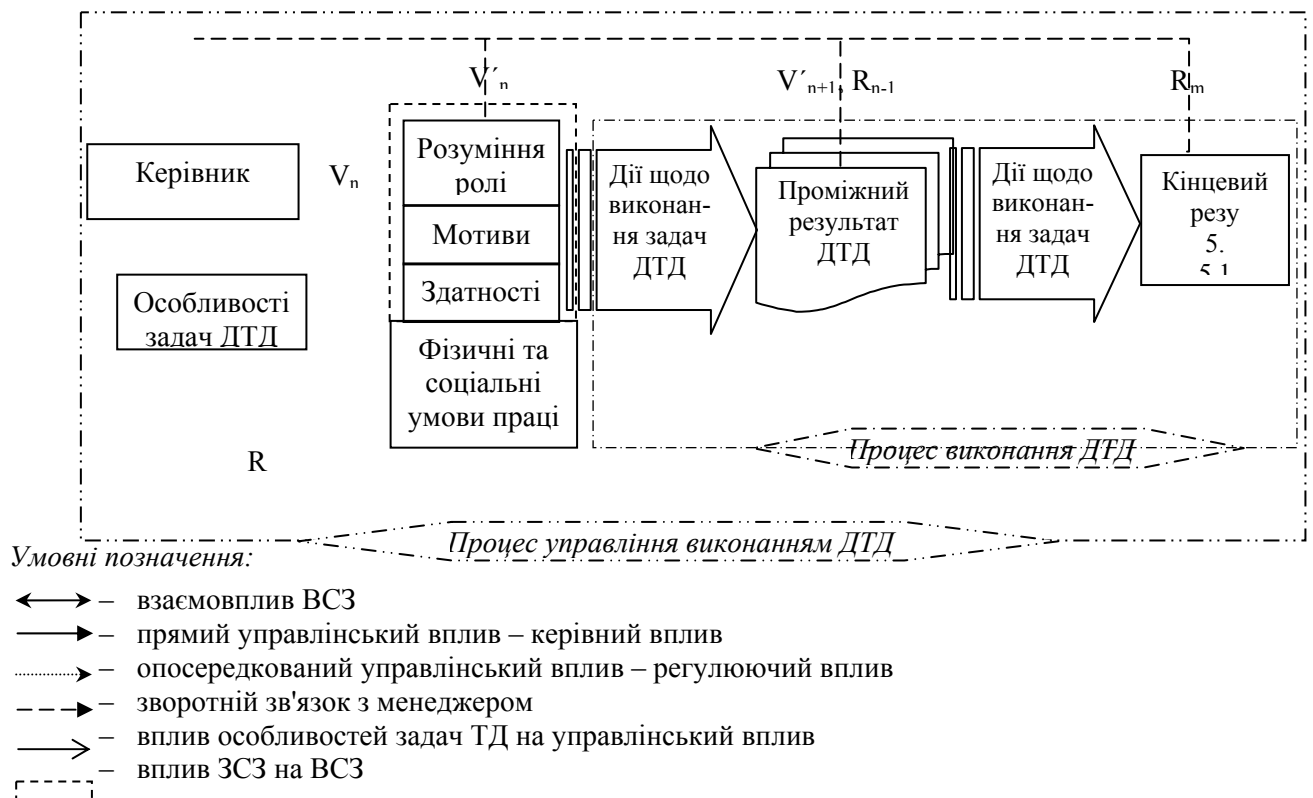 V´n
V´n+1, Rn-1
Rm
Керівник
Vn
Розуміння
ролі
Мотиви
Здатності
Фізичні та
соціальні
умови праці
Особливості
задач ДТД
R
Дії щодо
виконан-
ня задач
ДТД
Проміжний
результат
ДТД
Дії щодо
виконан-
ня задач
ДТД
Кінцевий
резу
5.
5.1
Процес виконання ДТД
Процес управління виконанням ДТД
Умовні позначення:
– взаємовплив ВСЗ
– прямий управлінський вплив – керівний вплив
– опосередкований управлінський вплив – регулюючий вплив
– зворотній зв'язок з менеджером
– вплив особливостей задач ТД на управлінський вплив
– вплив ЗСЗ на ВСЗ